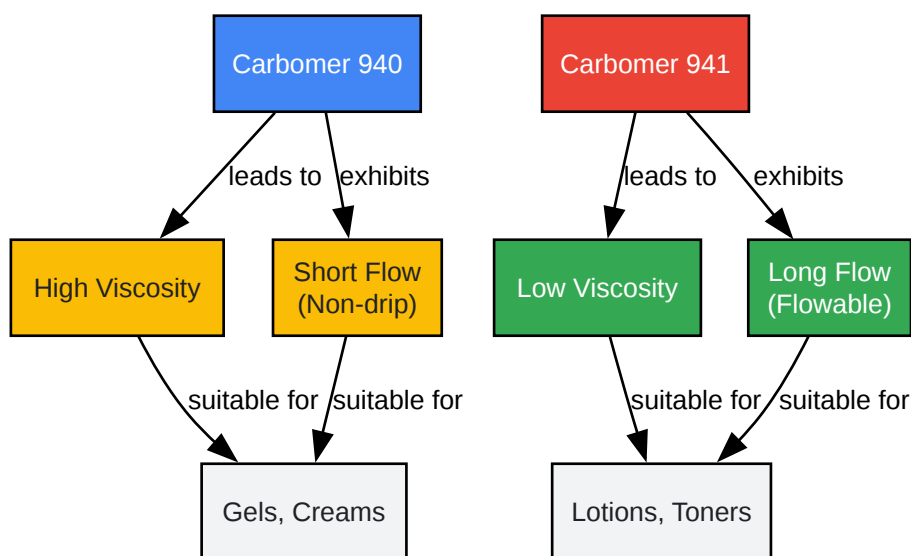 Carbomer 940
Carbomer 941
leads to
exhibits
leads to
exhibits
High Viscosity
Short Flow
(Non-drip)
Low Viscosity
Long Flow
(Flowable)
suitable for
suitable for
suitable for
suitable for
Gels, Creams
Lotions, Toners